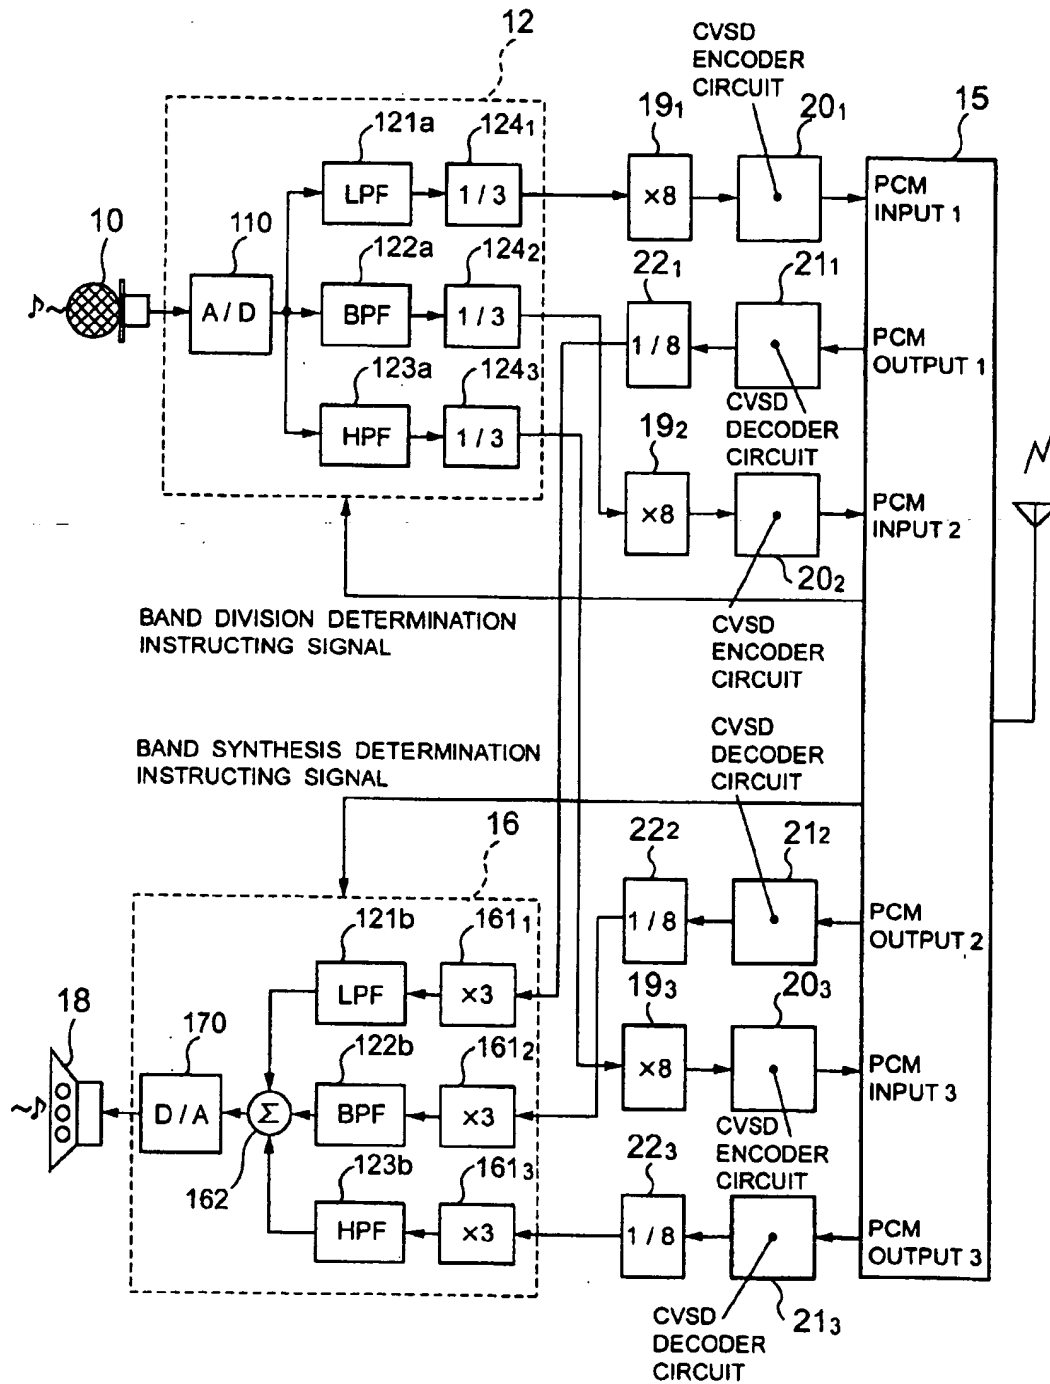 12
CVSD
ENCODER
CIRCUIT
121a
124₁
19₁
20₁
15
LPF
1 / 3
×8
PCM
INPUT 1
10
110
122a
124₂
22₁
21₁
A / D
BPF
1 / 3
1 / 8
PCM
OUTPUT 1
123a
124₃
19₂
CVSD
DECODER
CIRCUIT
HPF
1 / 3
×8
PCM
INPUT 2
20₂
BAND DIVISION DETERMINATION
INSTRUCTING SIGNAL
CVSD
ENCODER
CIRCUIT
BAND SYNTHESIS DETERMINATION
INSTRUCTING SIGNAL
CVSD
DECODER
CIRCUIT
16
22₂
21₂
1 / 8
PCM
OUTPUT 2
121b
161₁
19₃
20₃
LPF
×3
18
170
122b
161₂
×8
PCM
INPUT 3
D / A
Σ
BPF
×3
CVSD
ENCODER
CIRCUIT
162
123b
161₃
22₃
HPF
×3
1 / 8
PCM
OUTPUT 3
21₃
CVSD
DECODER
CIRCUIT